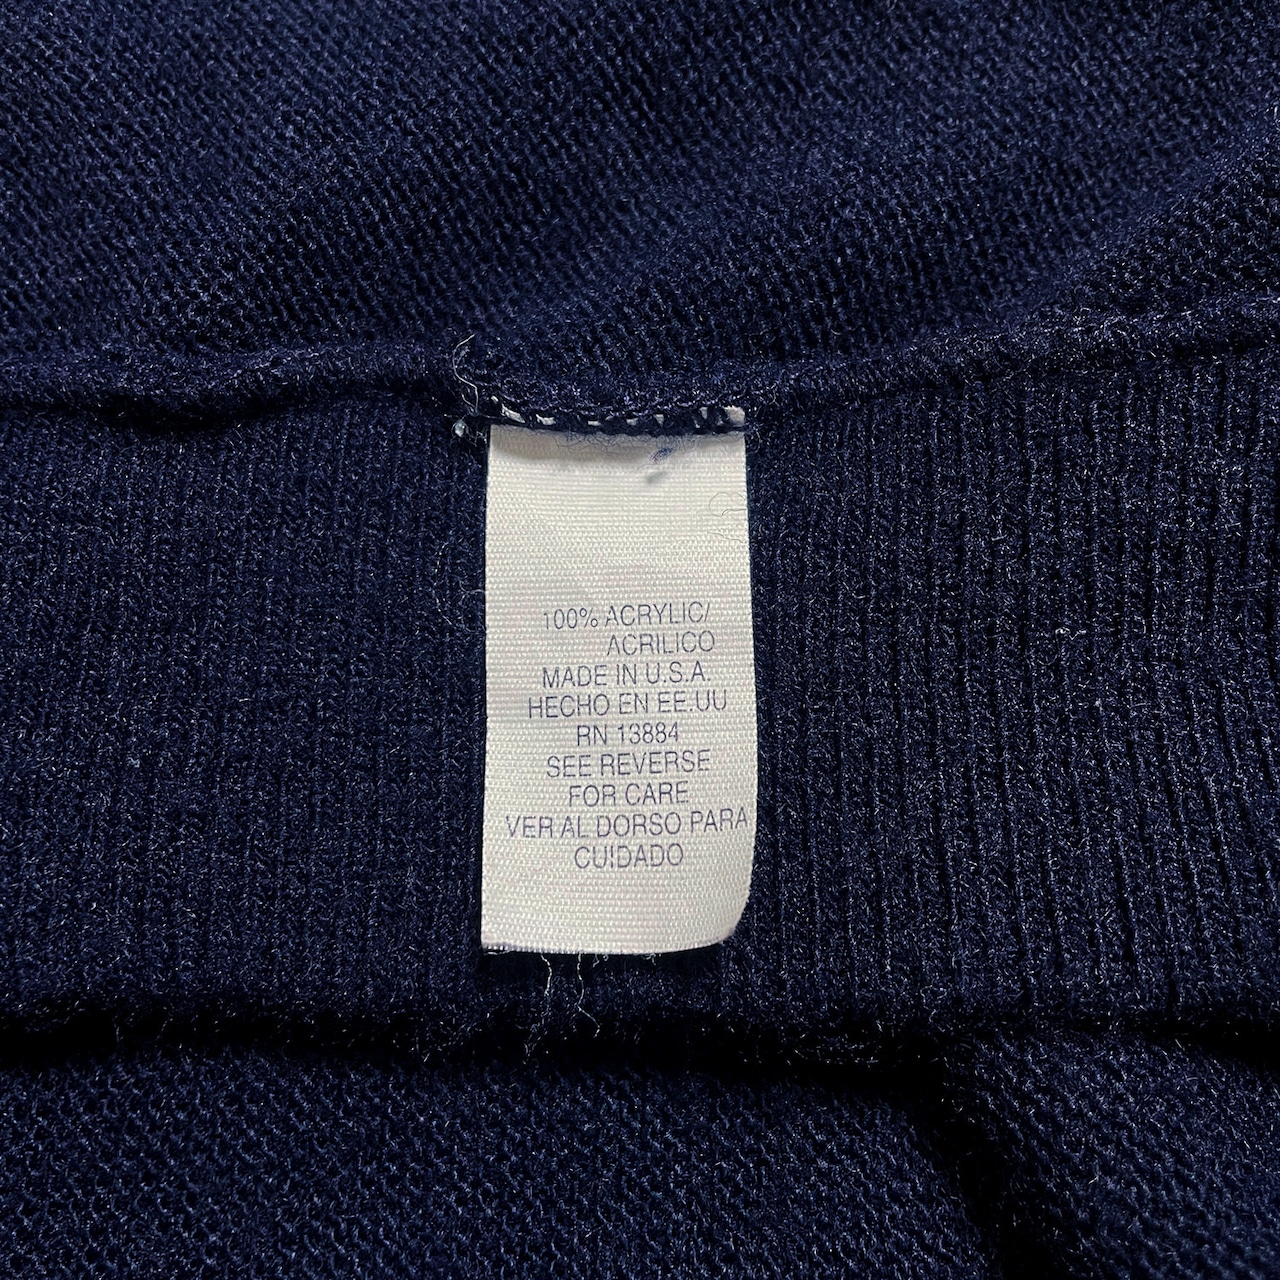 100% ACRYLIC/
ACRILICO
MADE IN U.S.A.
HECHO EN EE.UU
RN 13884
SEE REVERSE
FOR CARE
VER AL DORSO PARA
CUIDADO